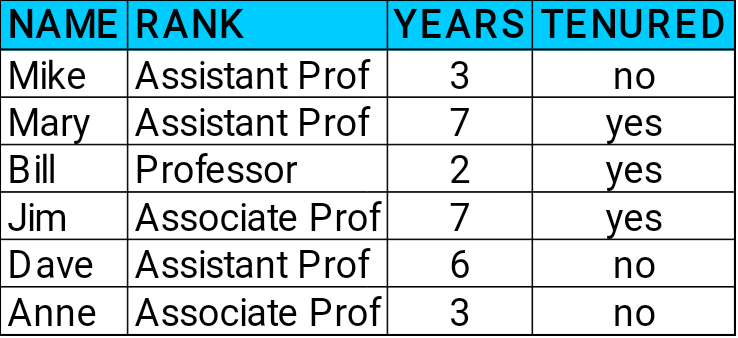 NAME RANK YEARS TENURED
Mike Assistant Prof 3 no
Mary Assistant Prof 7 yes
Bill Professor 2 yes
Jim Associate Prof 7 yes
Dave Assistant Prof 6 no
Anne Associate Prof 3 no